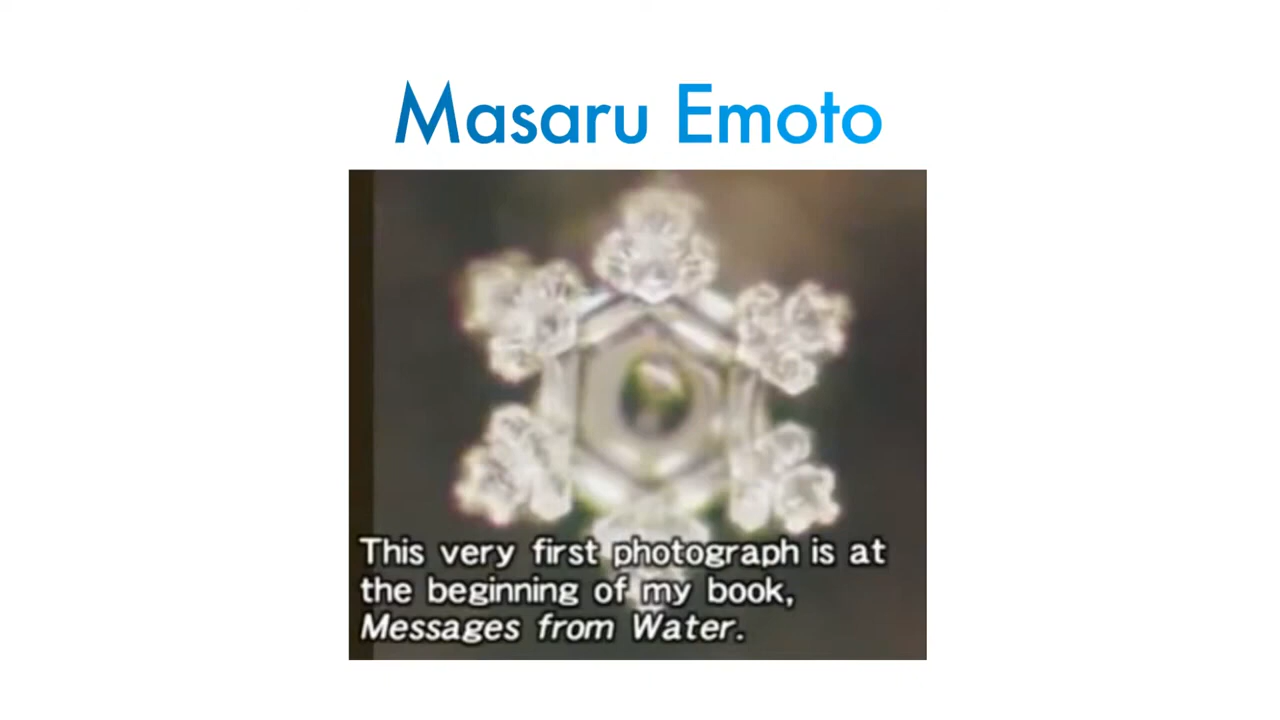 Masaru Emoto
This very first photograph is at
the beginning of my book,
Messages from Water.